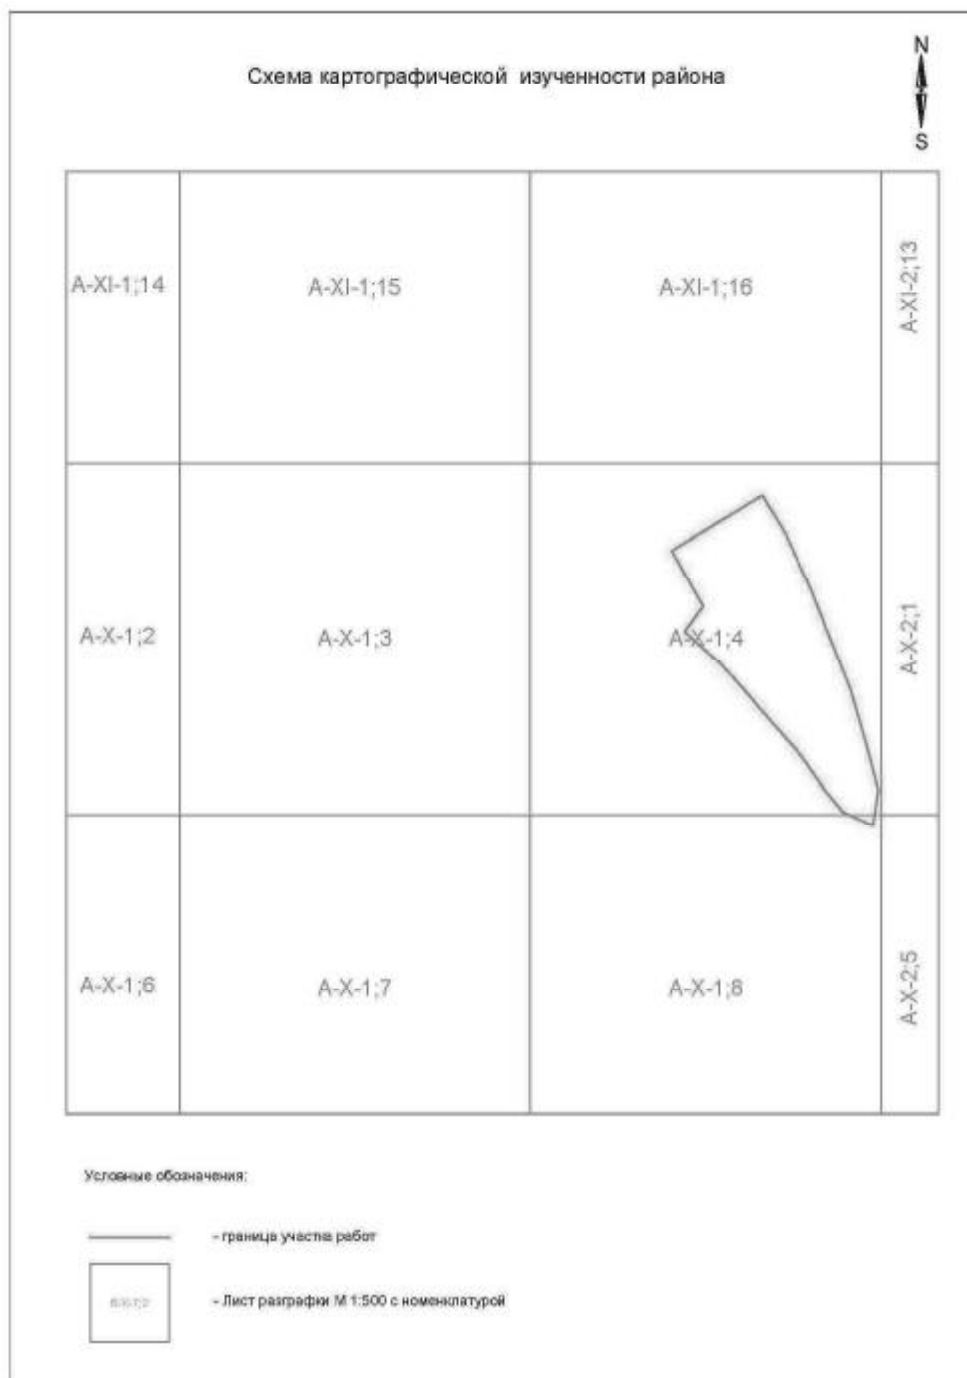 N
Схема картографической изученности района
S
A-XI-1;14
A-XI-1;15
A-XI-1;16
A-XI-2;13
A-X-1;2
A-X-1;3
A-X-1;4
A-X-2;1
A-X-1;6
A-X-1;7
A-X-1;8
A-X-2;5
Условные обозначения:
- граница участка работ
- Лист разграфки М 1:500 с номенклатурой